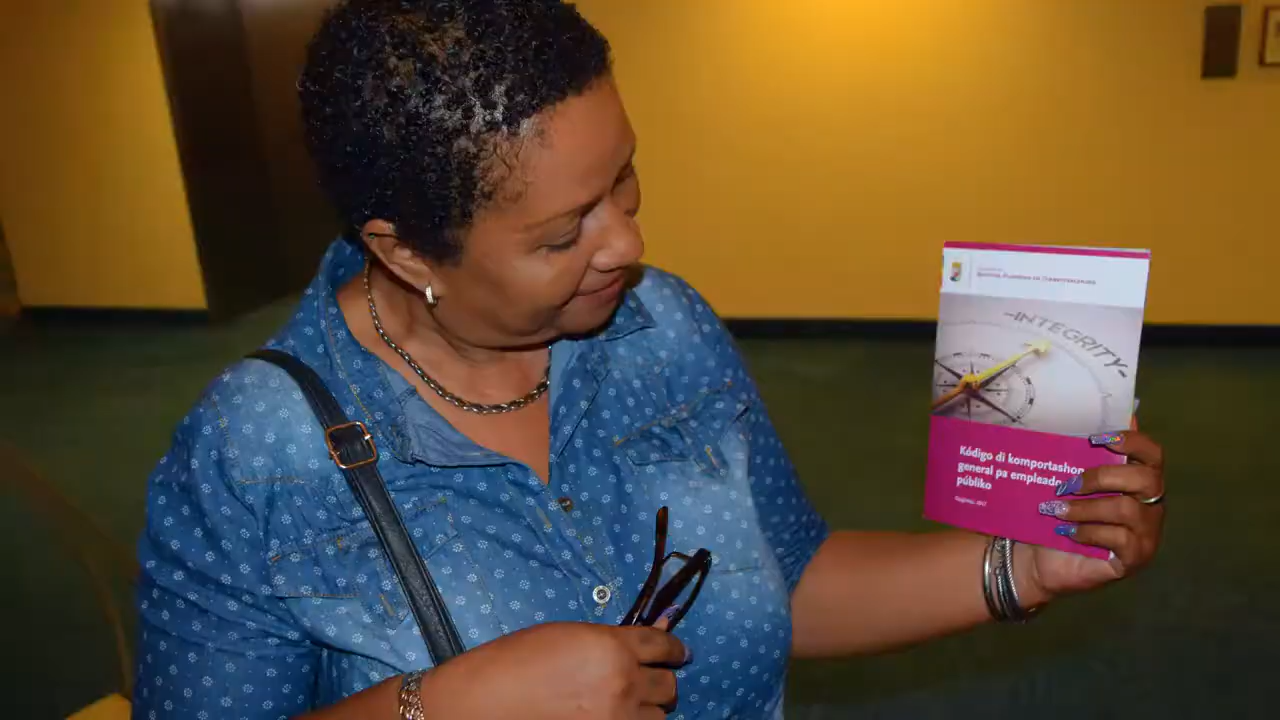 -INTEGRITY-
Kódigo di komportashon
general pa empleado
públiko